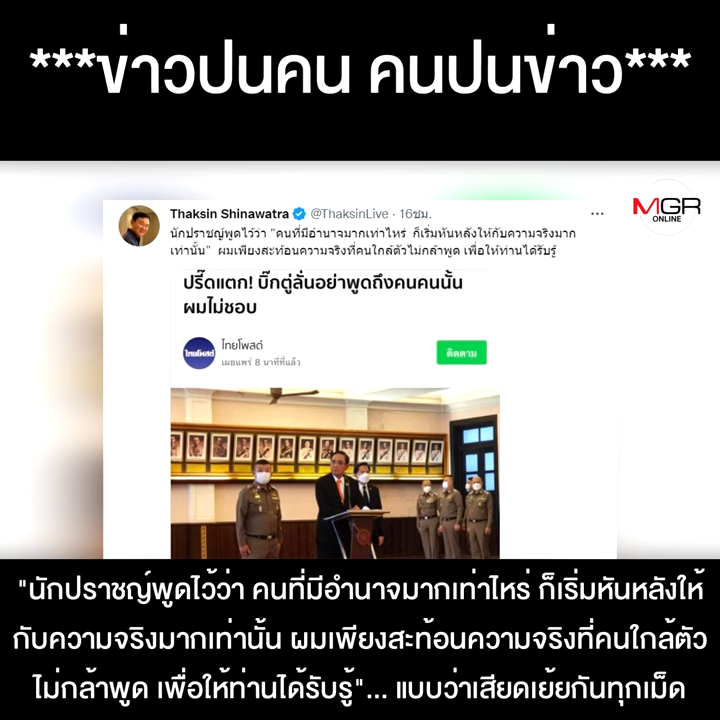 ***ข่าวปนคน คนปนข่าว***
MGR
ONLINE
Thaksin Shinawatra @ThaksinLive · 16ชม.
นักปราชญ์พูดไว้ว่า "คนที่มีอำนาจมากเท่าไหร่ ก็เริ่มหันหลังให้กับความจริงมาก
เท่านั้น" ผมเพียงสะท้อนความจริงที่คนใกล้ตัวไม่กล้าพูด เพื่อให้ท่านได้รับรู้
ปรี๊ดแตก! บิ๊กตู่ลั่นอย่าพูดถึงคนคนนั้น
ผมไม่ชอบ
ไทยโพสต์
ไทยโพสต์
เผยแพร่ 8 นาทีที่แล้ว
ติดตาม
"นักปราชญ์พูดไว้ว่า คนที่มีอำนาจมากเท่าไหร่ ก็เริ่มหันหลังให้
กับความจริงมากเท่านั้น ผมเพียงสะท้อนความจริงที่คนใกล้ตัว
ไม่กล้าพูด เพื่อให้ท่านได้รับรู้"... แบบว่าเสียดเย้ยกันทุกเม็ด